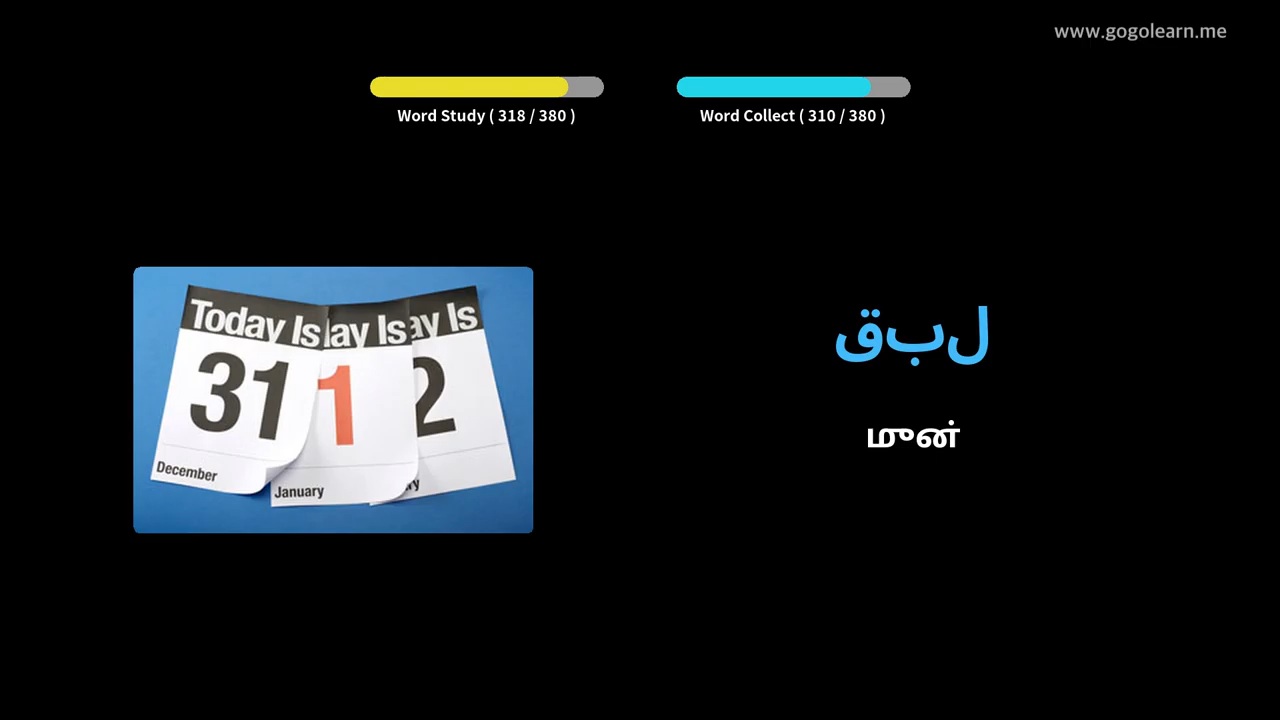 www.gogolearn.me
Word Study ( 318 / 380 )
Word Collect ( 310 / 380 )
Today Is
31
December
ay Is
1
January
ay Is
2
ry
قبل
முன்